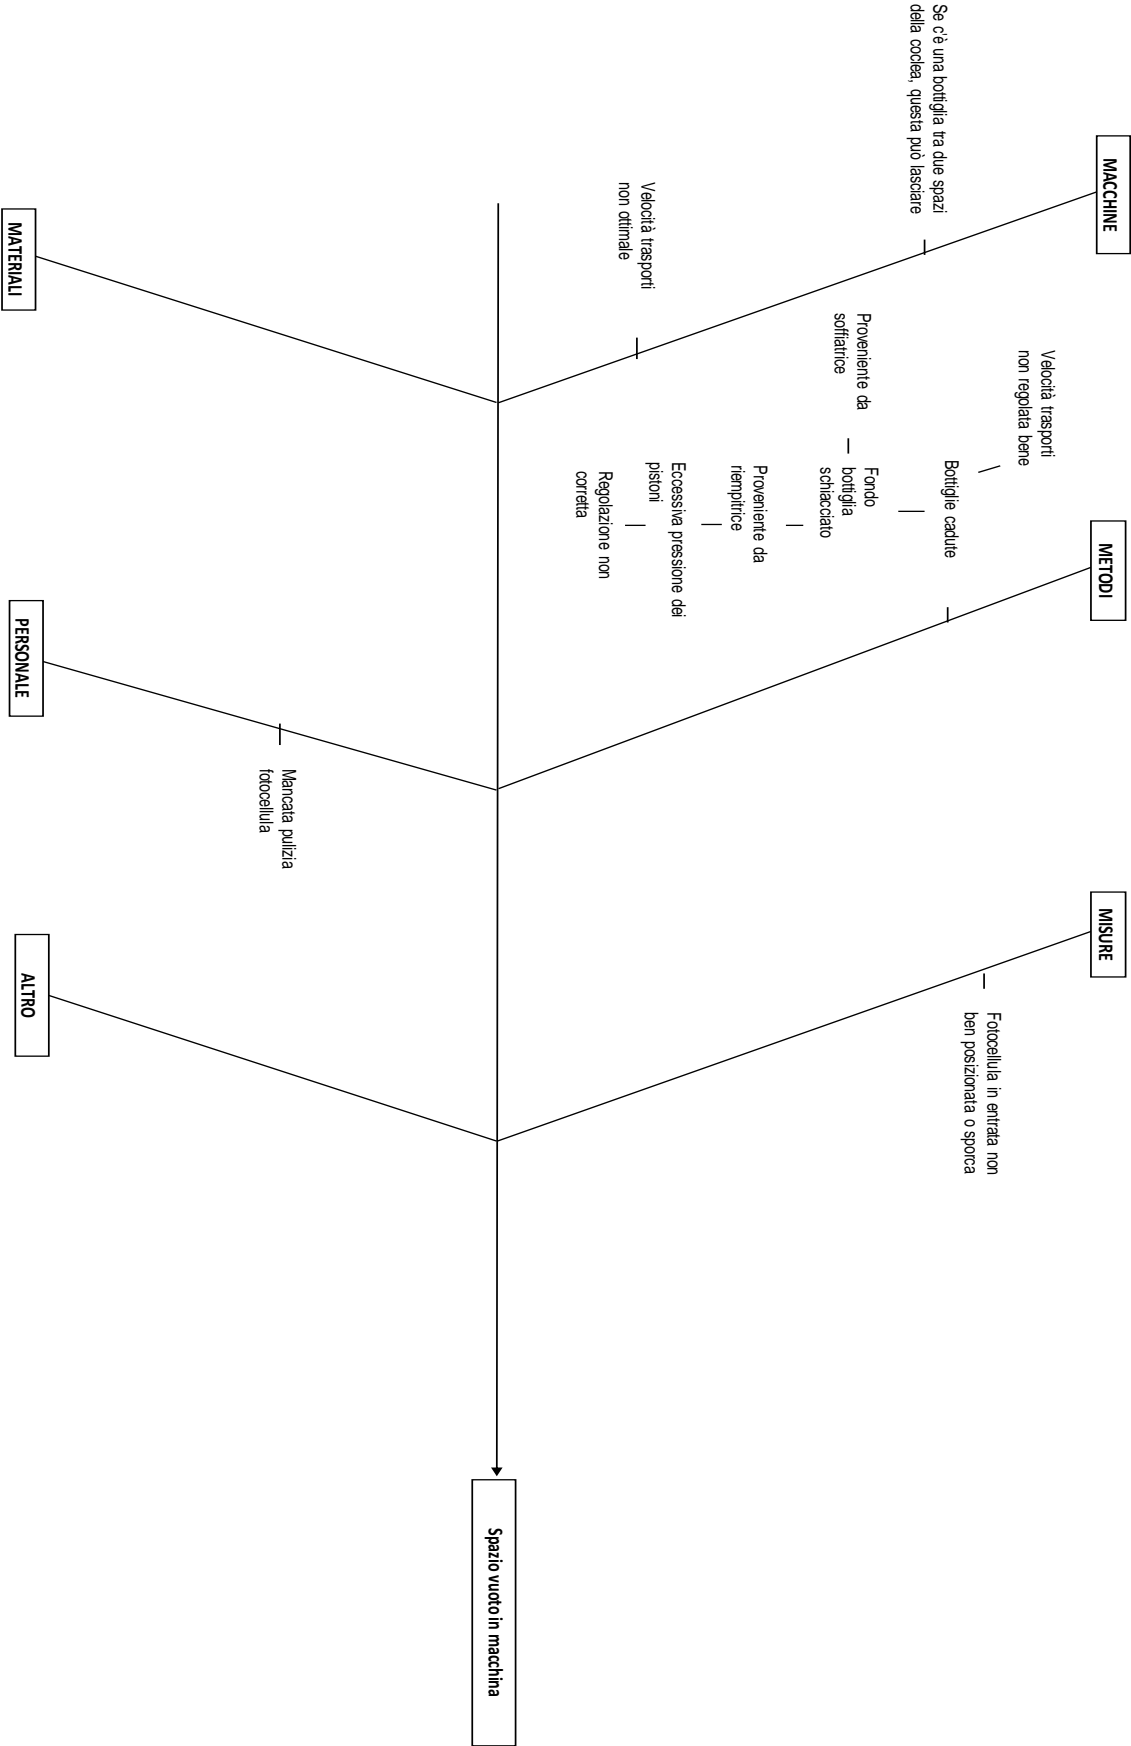 MACCHINE
METODI
MISURE
Se c'è una bottiglia tra due spazi
della coclea, questa può lasciare
Velocità trasporti
non ottimale
Velocità trasporti
non regolata bene
Bottiglie cadute
Proveniente da
soffiatrice
Fondo
bottiglia
schiacciato
Proveniente da
riempitrice
Eccessiva pressione dei
pistoni
Regolazione non
corretta
Fotocellula in entrata non
ben posizionata o sporca
Spazio vuoto in macchina
Mancata pulizia
fotocellula
MATERIALI
PERSONALE
ALTRO